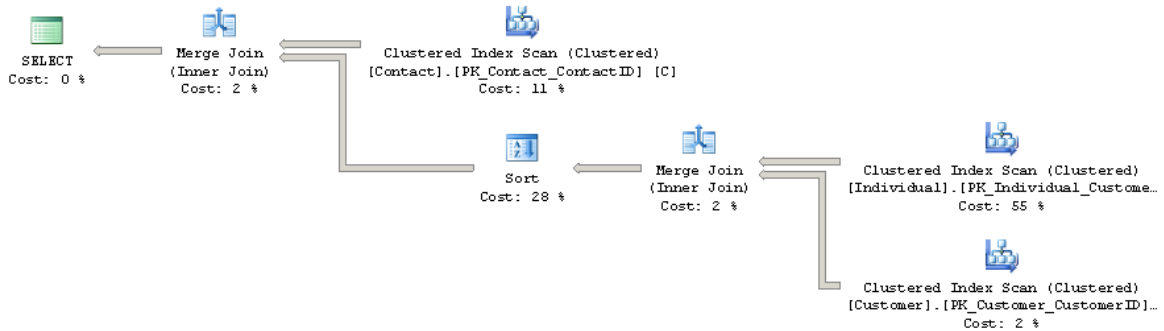 SELECT
Cost: 0 %
Merge Join
(Inner Join)
Cost: 2 %
Clustered Index Scan (Clustered)
[Contact].[PK_Contact_ContactID] [C]
Cost: 11 %
Sort
Cost: 28 %
Merge Join
(Inner Join)
Cost: 2 %
Clustered Index Scan (Clustered)
[Individual].[PK_Individual_Custome…
Cost: 55 %
Clustered Index Scan (Clustered)
[Customer].[PK_Customer_CustomerID]…
Cost: 2 %